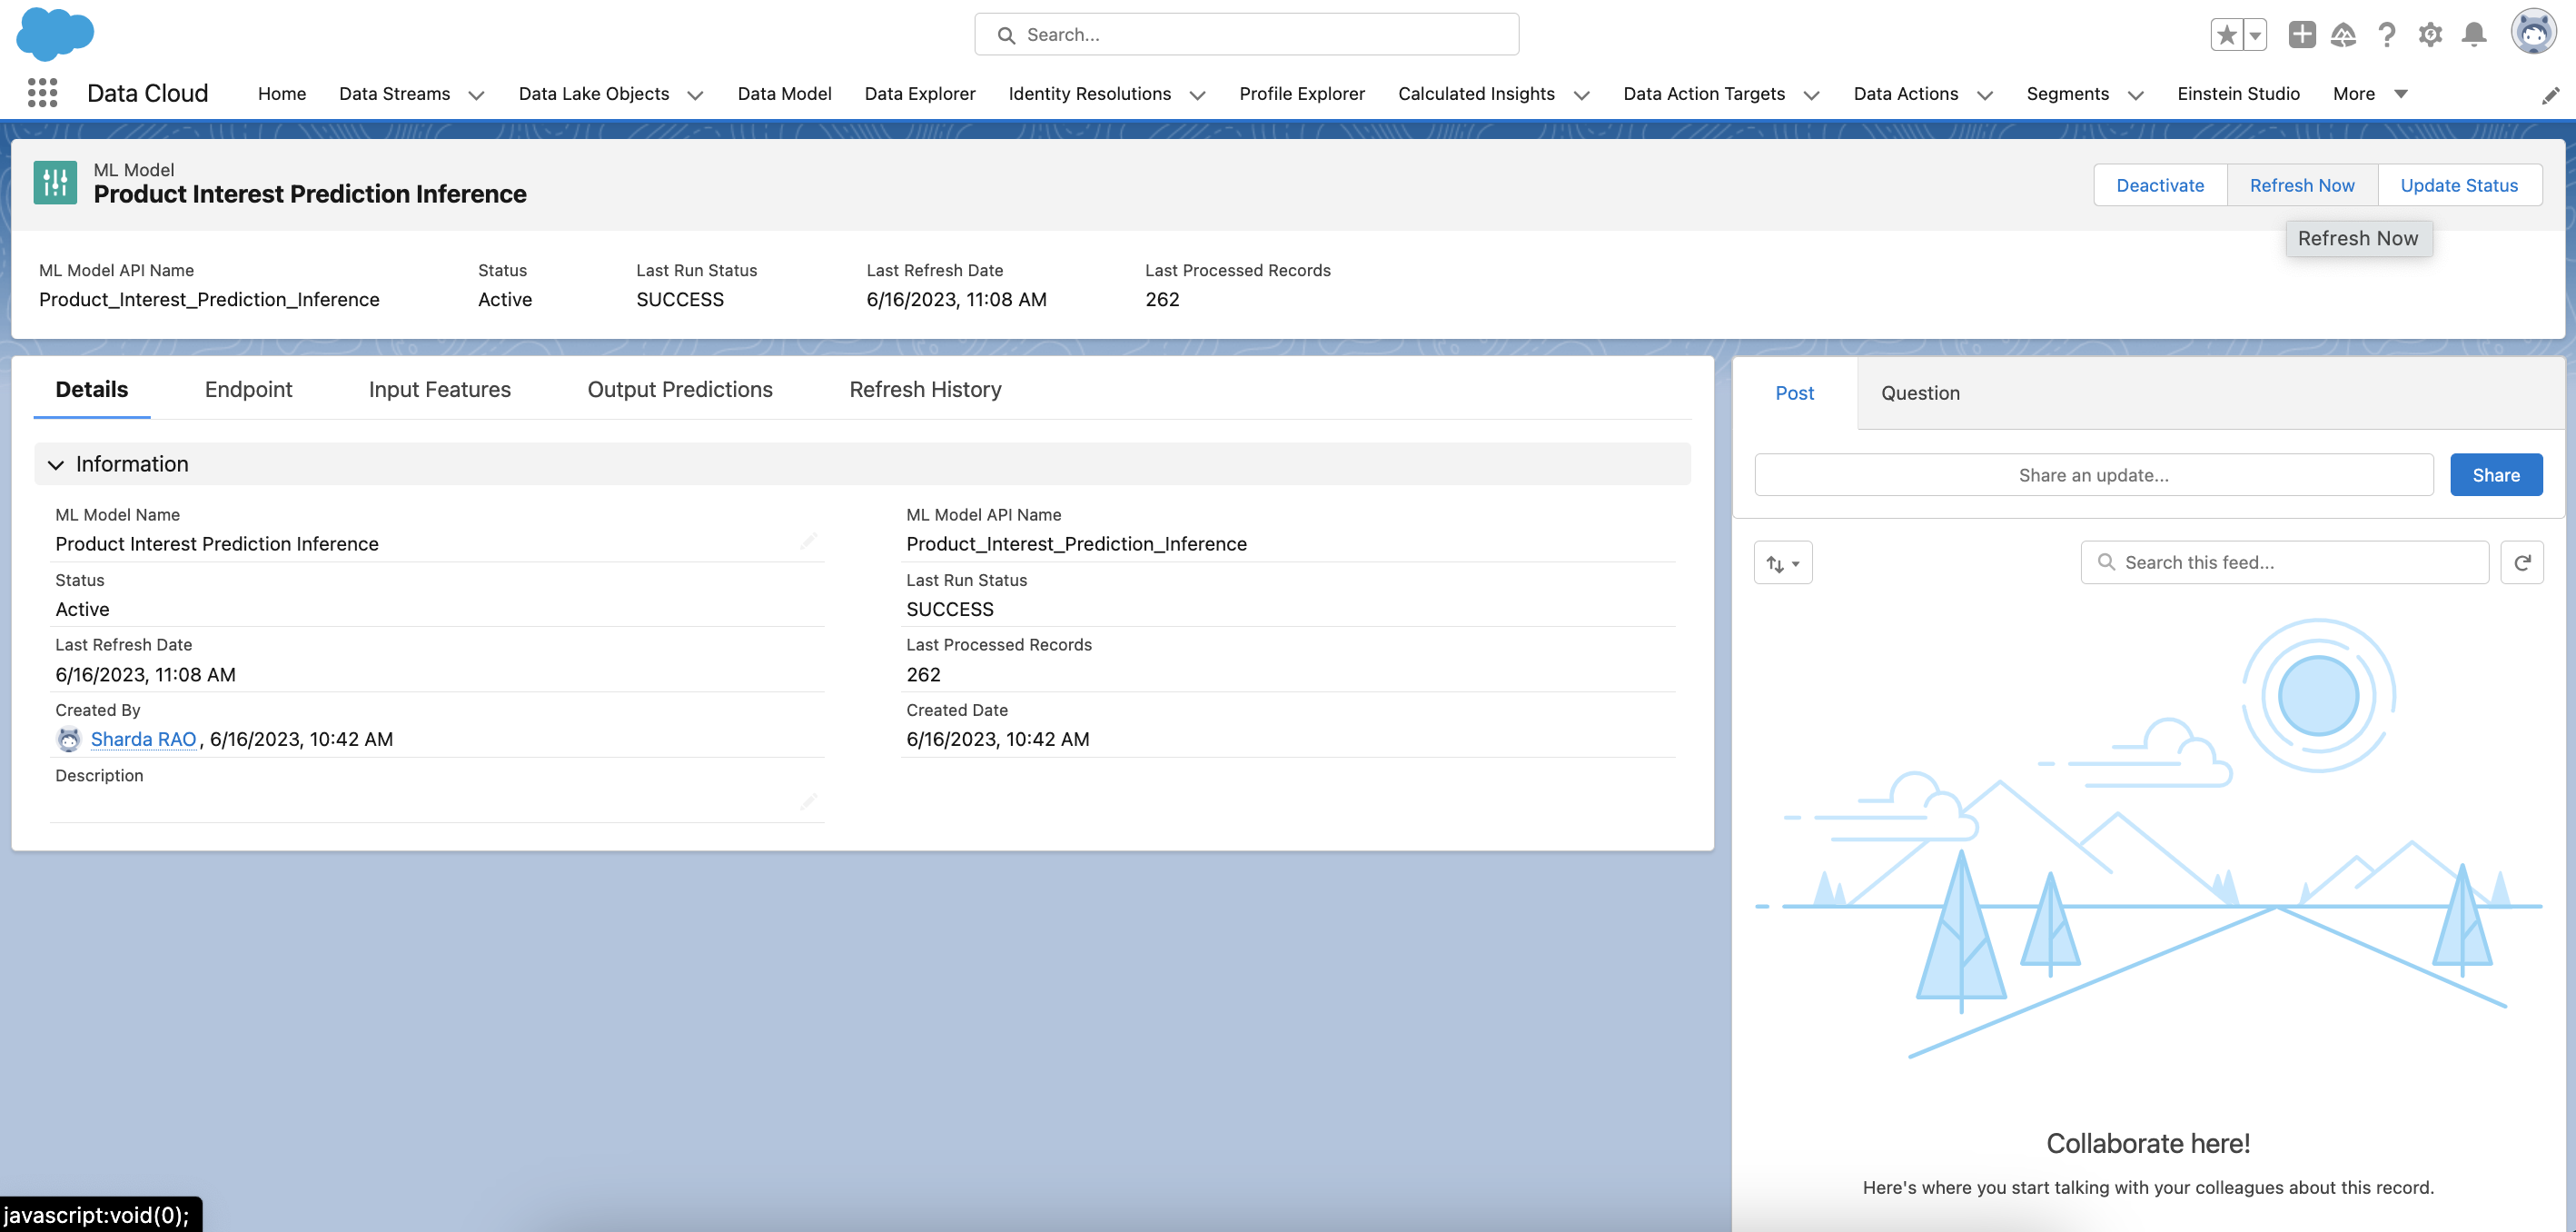 Search...
Data Cloud
Home
Data Streams
Data Lake Objects
Data Model
Data Explorer
Identity Resolutions
Profile Explorer
Calculated Insights
Data Action Targets
Data Actions
Segments
Einstein Studio
More
ML Model
Product Interest Prediction Inference
Deactivate
Refresh Now
Update Status
Refresh Now
ML Model API Name
Product_Interest_Prediction_Inference
Status
Active
Last Run Status
SUCCESS
Last Refresh Date
6/16/2023, 11:08 AM
Last Processed Records
262
Details
Endpoint
Input Features
Output Predictions
Refresh History
Information
ML Model Name
Product Interest Prediction Inference
ML Model API Name
Product_Interest_Prediction_Inference
Status
Active
Last Run Status
SUCCESS
Last Refresh Date
6/16/2023, 11:08 AM
Last Processed Records
262
Created By
Sharda RAO, 6/16/2023, 10:42 AM
Created Date
6/16/2023, 10:42 AM
Description
Post
Question
Share an update...
Share
Search this feed...
Collaborate here!
Here's where you start talking with your colleagues about this record.
javascript:void(0);